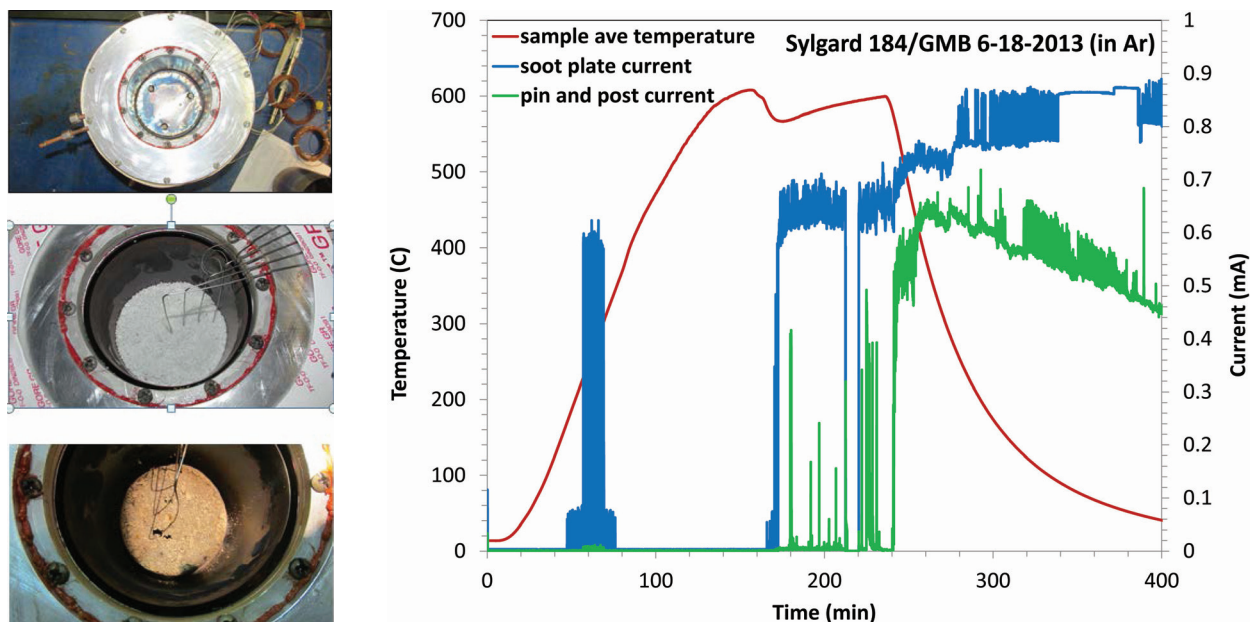 sample ave temperature
soot plate current
pin and post current
Sylgard 184/GMB 6-18-2013 (in Ar)
Temperature (C)
700
600
500
400
300
200
100
0
Current (mA)
1
0.9
0.8
0.7
0.6
0.5
0.4
0.3
0.2
0.1
0
0 100 200 300 400
Time (min)
GORE